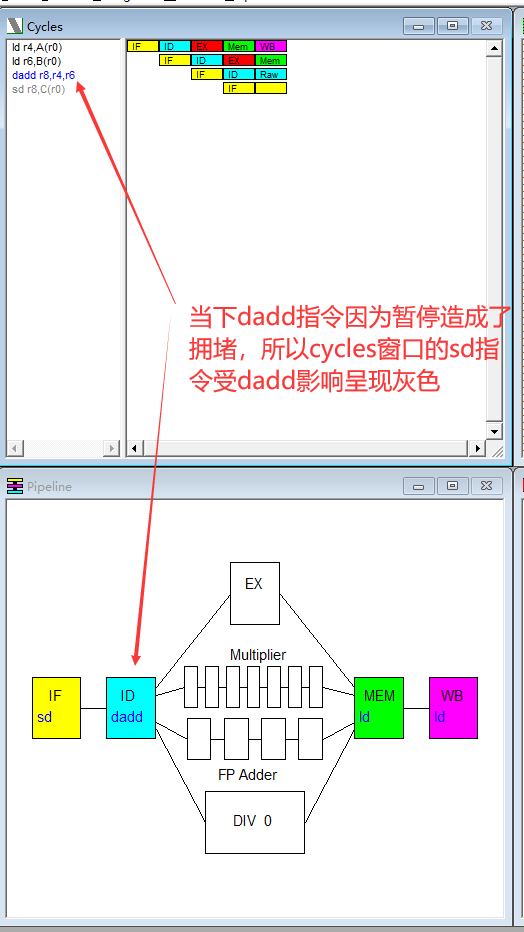 Cycles
ld r4,A(r0)
ld r6,B(r0)
dadd r8,r4,r6
sd r8,C(r0)
IF ID EX Mem WB
IF ID EX Mem
IF ID Raw
IF
当下dadd指令因为暂停造成了
拥堵，所以cycles窗口的sd指
令受dadd影响呈现灰色
Pipeline
EX
Multiplier
IF
sd
ID
dadd
MEM
ld
WB
ld
FP Adder
DIV 0